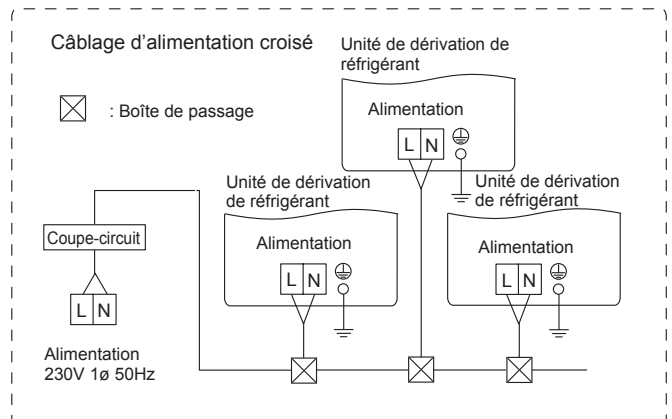 Câblage d’alimentation croisé
: Boîte de passage
Unité de dérivation de
réfrigérant
Alimentation
L N
Unité de dérivation
de réfrigérant
Alimentation
L N
Unité de dérivation
de réfrigérant
Alimentation
L N
Coupe-circuit
L N
Alimentation
230V 1ø 50Hz